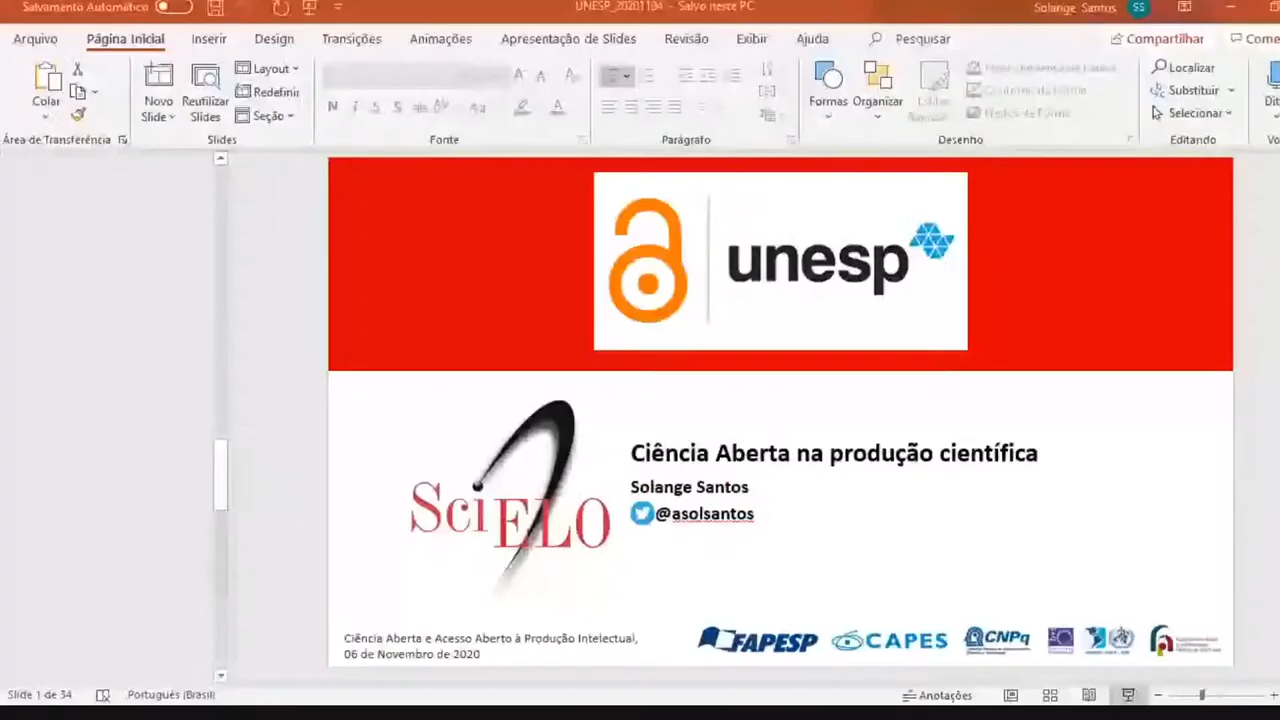 Salvamento Automático
UNESP_20201104 - Salvo neste PC
Solange Santos
SS
Arquivo
Página Inicial
Inserir
Design
Transições
Animações
Apresentação de Slides
Revisão
Exibir
Ajuda
Pesquisar
Compartilhar
Colar
Novo Slide
Reutilizar Slides
Layout
Redefinir
Seção
Formas
Organizar
Localizar
Substituir
Selecionar
Área de Transferência
Slides
Fonte
Parágrafo
Desenho
Editando
unesp
SciELO
Ciência Aberta na produção científica
Solange Santos
@asolsantos
Ciência Aberta e Acesso Aberto à Produção Intelectual,
06 de Novembro de 2020
FAPESP
CAPES
CNPq
Slide 1 de 34
Português (Brasil)
Anotações